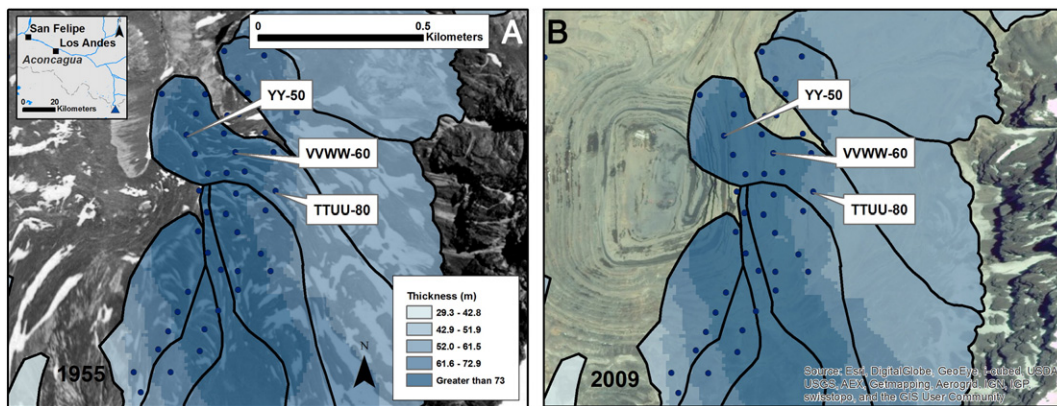 San Felipe
Los Andes
Aconcagua
0 20
Kilometers
0 0.5
Kilometers
A
YY-50
VVWW-60
TTUU-80
Thickness (m)
29.3 - 42.8
42.9 - 51.9
52.0 - 61.5
61.6 - 72.9
Greater than 73
N
1955
B
YY-50
VVWW-60
TTUU-80
2009
Source: Esri, DigitalGlobe, GeoEye, i-cubed, USDA,
USGS, AEX, Getmapping, Aerogrid, IGN, IGP,
swisstopo, and the GIS User Community